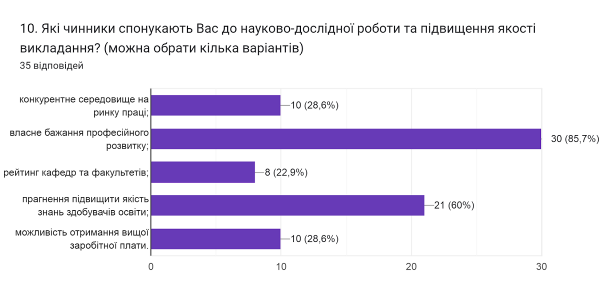 10. Які чинники спонукають Вас до науково-дослідної роботи та підвищення якості
викладання? (можна обрати кілька варіантів)
35 відповідей
конкурентне середовище на
ринку праці;
10 (28,6%)
власне бажання професійного
розвитку;
30 (85,7%)
рейтинг кафедр та факультетів;
8 (22,9%)
прагнення підвищити якість
знань здобувачів освіти;
21 (60%)
можливість отримання вищої
заробітної плати.
10 (28,6%)
0
10
20
30